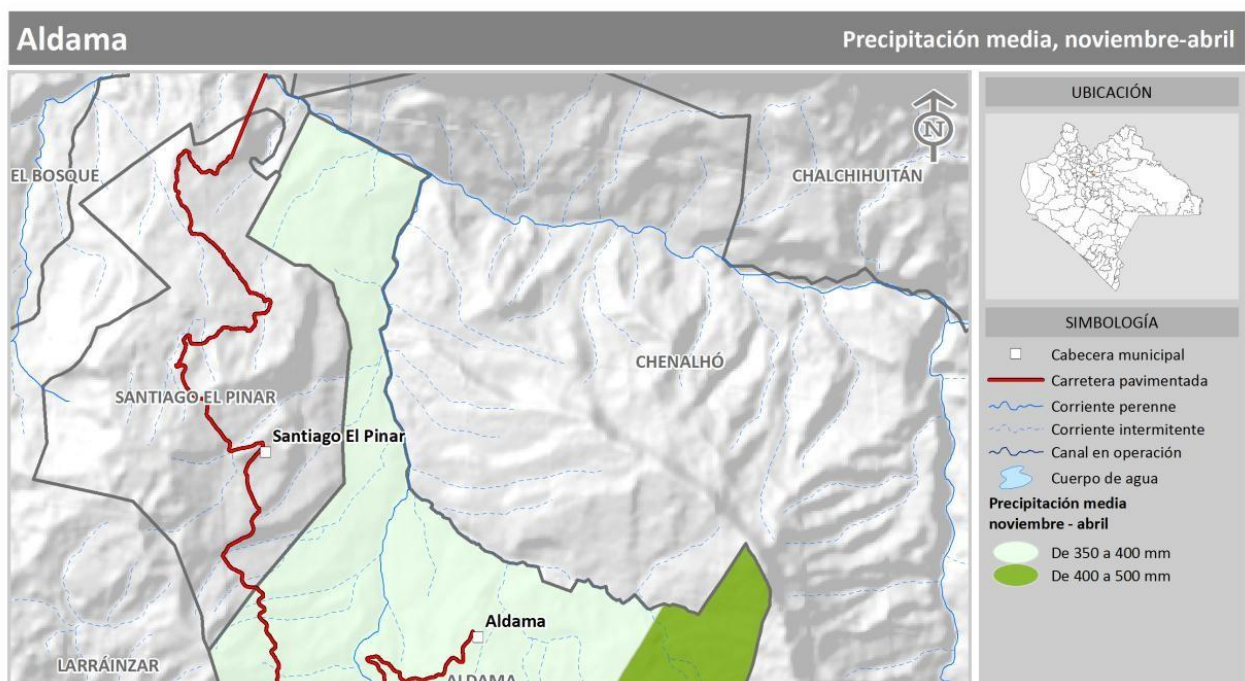 Aldama
Precipitación media, noviembre-abril
EL BOSQUE
CHALCHIHUITÁN
CHENALHÓ
SANTIAGO EL PINAR
Santiago El Pinar
Aldama
LARRÁINZAR
ALDAMA
N
UBICACIÓN
SIMBOLOGÍA
Cabecera municipal
Carretera pavimentada
Corriente perenne
Corriente intermitente
Canal en operación
Cuerpo de agua
Precipitación media
noviembre - abril
De 350 a 400 mm
De 400 a 500 mm